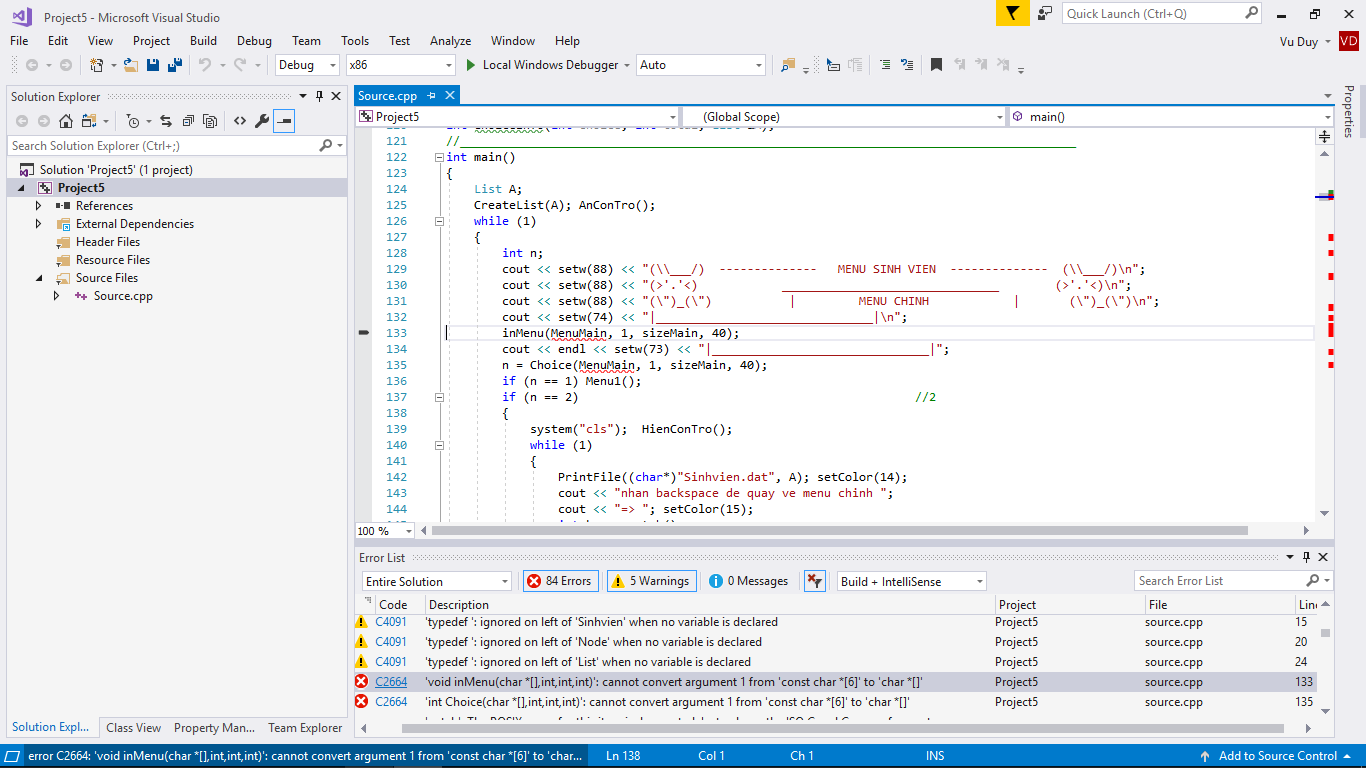 Project5 - Microsoft Visual Studio
Quick Launch (Ctrl+Q)
File Edit View Project Build Debug Team Tools Test Analyze Window Help
Vu Duy VD
Debug x86 Local Windows Debugger Auto
Solution Explorer
Search Solution Explorer (Ctrl+;)
Solution 'Project5' (1 project)
Project5
References
External Dependencies
Header Files
Resource Files
Source Files
Source.cpp
Solution Expl... Class View Property Man... Team Explorer
Source.cpp
Project5 (Global Scope) main()
121 //________________________________________________________________________________________
122 int main()
123 {
124 List A;
125 CreateList(A); AnConTro();
126 while (1)
127 {
128 int n;
129 cout << setw(88) << "(\\___/) -------------- MENU SINH VIEN -------------- (\\___/)\n";
130 cout << setw(88) << "(>'.'<) _______________________________ (>'.'<)\n";
131 cout << setw(88) << "(\")_(\") | MENU CHINH | (\")_(\")\n";
132 cout << setw(74) << "|_______________________________|\n";
133 inMenu(MenuMain, 1, sizeMain, 40);
134 cout << endl << setw(73) << "|_______________________________|";
135 n = Choice(MenuMain, 1, sizeMain, 40);
136 if (n == 1) Menu1();
137 if (n == 2) //2
138 {
139 system("cls"); HienConTro();
140 while (1)
141 {
142 PrintFile((char*)"Sinhvien.dat", A); setColor(14);
143 cout << "nhan backspace de quay ve menu chinh ";
144 cout << "=> "; setColor(15);
100 %
Properties
Error List
Entire Solution 84 Errors 5 Warnings 0 Messages Build + IntelliSense Search Error List
Code Description Project File Line
C4091 'typedef ': ignored on left of 'Sinhvien' when no variable is declared Project5 source.cpp 15
C4091 'typedef ': ignored on left of 'Node' when no variable is declared Project5 source.cpp 20
C4091 'typedef ': ignored on left of 'List' when no variable is declared Project5 source.cpp 24
C2664 'void inMenu(char *[],int,int,int)': cannot convert argument 1 from 'const char *[6]' to 'char *[]' Project5 source.cpp 133
C2664 'int Choice(char *[],int,int,int)': cannot convert argument 1 from 'const char *[6]' to 'char *[]' Project5 source.cpp 135
error C2664: 'void inMenu(char *[],int,int,int)': cannot convert argument 1 from 'const char *[6]' to 'char... Ln 138 Col 1 Ch 1 INS Add to Source Control